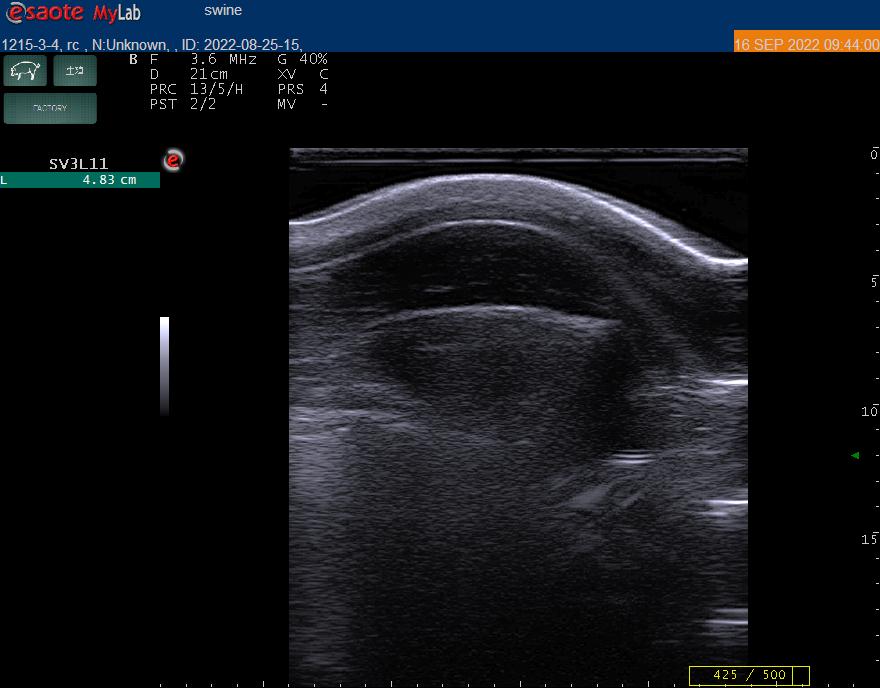 esaote MyLab
swine
1215-3-4, rc , N:Unknown, , ID: 2022-08-25-15,
16 SEP 2022 09:44:00
B F 3.6 MHz G 40%
D 21cm XV C
PRC 13/5/H PRS 4
PST 2/2 MV -
土猪
FACTORY
SV3L11
e
L 4.83 cm
0
5
10
15
425 / 500